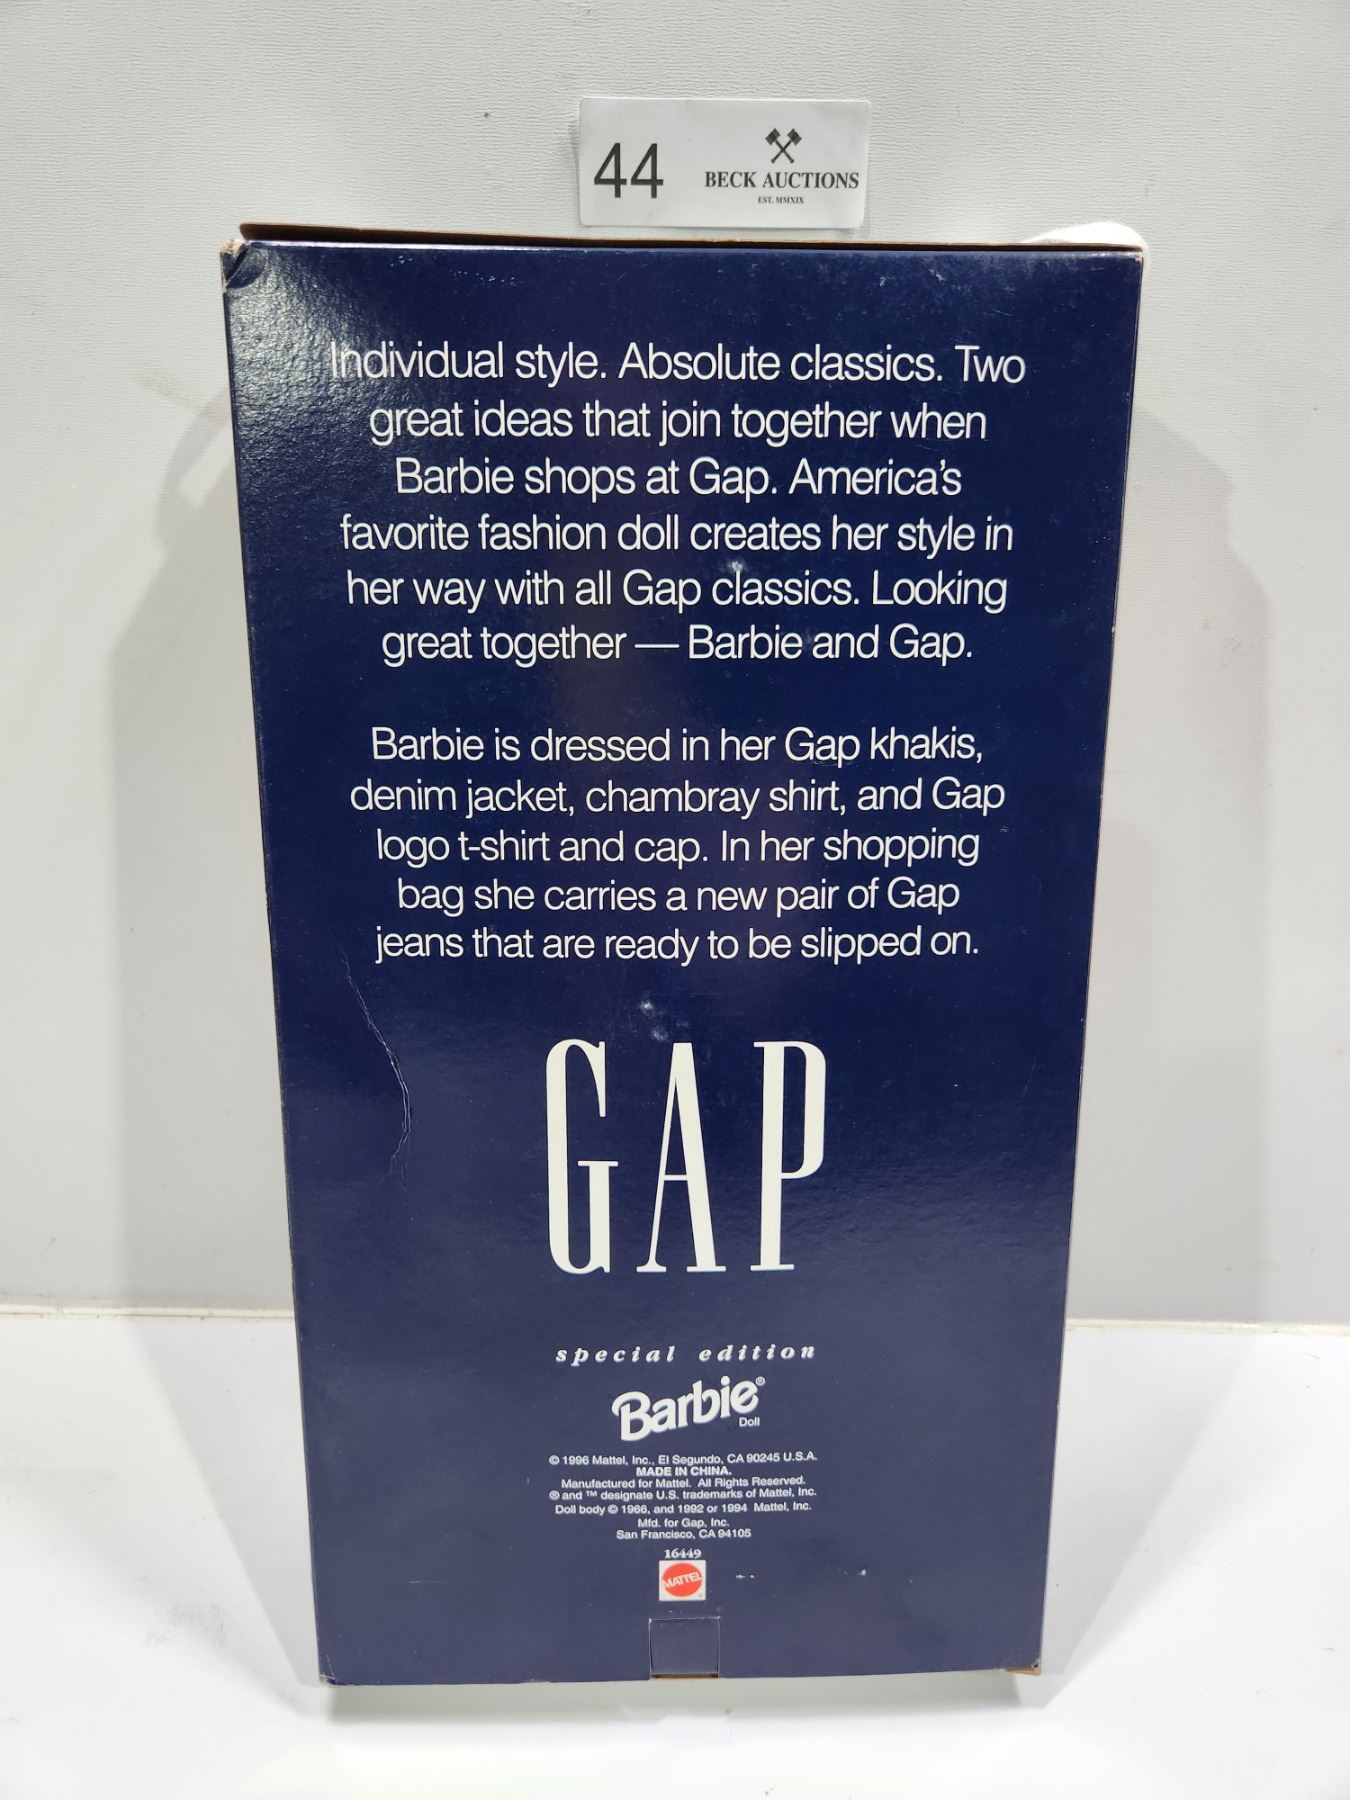 44
BECK AUCTIONS
EST. MMXIX
Individual style. Absolute classics. Two
great ideas that join together when
Barbie shops at Gap. America's
favorite fashion doll creates her style in
her way with all Gap classics. Looking
great together — Barbie and Gap.
Barbie is dressed in her Gap khakis,
denim jacket, chambray shirt, and Gap
logo t-shirt and cap. In her shopping
bag she carries a new pair of Gap
jeans that are ready to be slipped on.
GAP
special edition
Barbie®
Doll
© 1996 Mattel, Inc., El Segundo, CA 90245 U.S.A.
MADE IN CHINA.
Manufactured for Mattel. All Rights Reserved.
® and ™ designate U.S. trademarks of Mattel, Inc.
Doll body © 1966, and 1992 or 1994 Mattel, Inc.
Mfd. for Gap, Inc.
San Francisco, CA 94105
16449
MATTEL